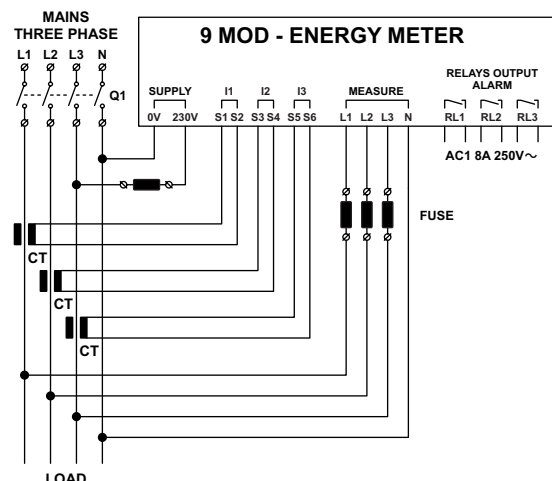 MAINS
THREE PHASE
L1 L2 L3 N
Q1
9 MOD - ENERGY METER
SUPPLY I1 I2 I3 MEASURE
0V 230V S1 S2 S3 S4 S5 S6 L1 L2 L3 N
RELAYS OUTPUT
ALARM
RL1 RL2 RL3
AC1 8A 250V～
FUSE
CT
CT
CT
LOAD